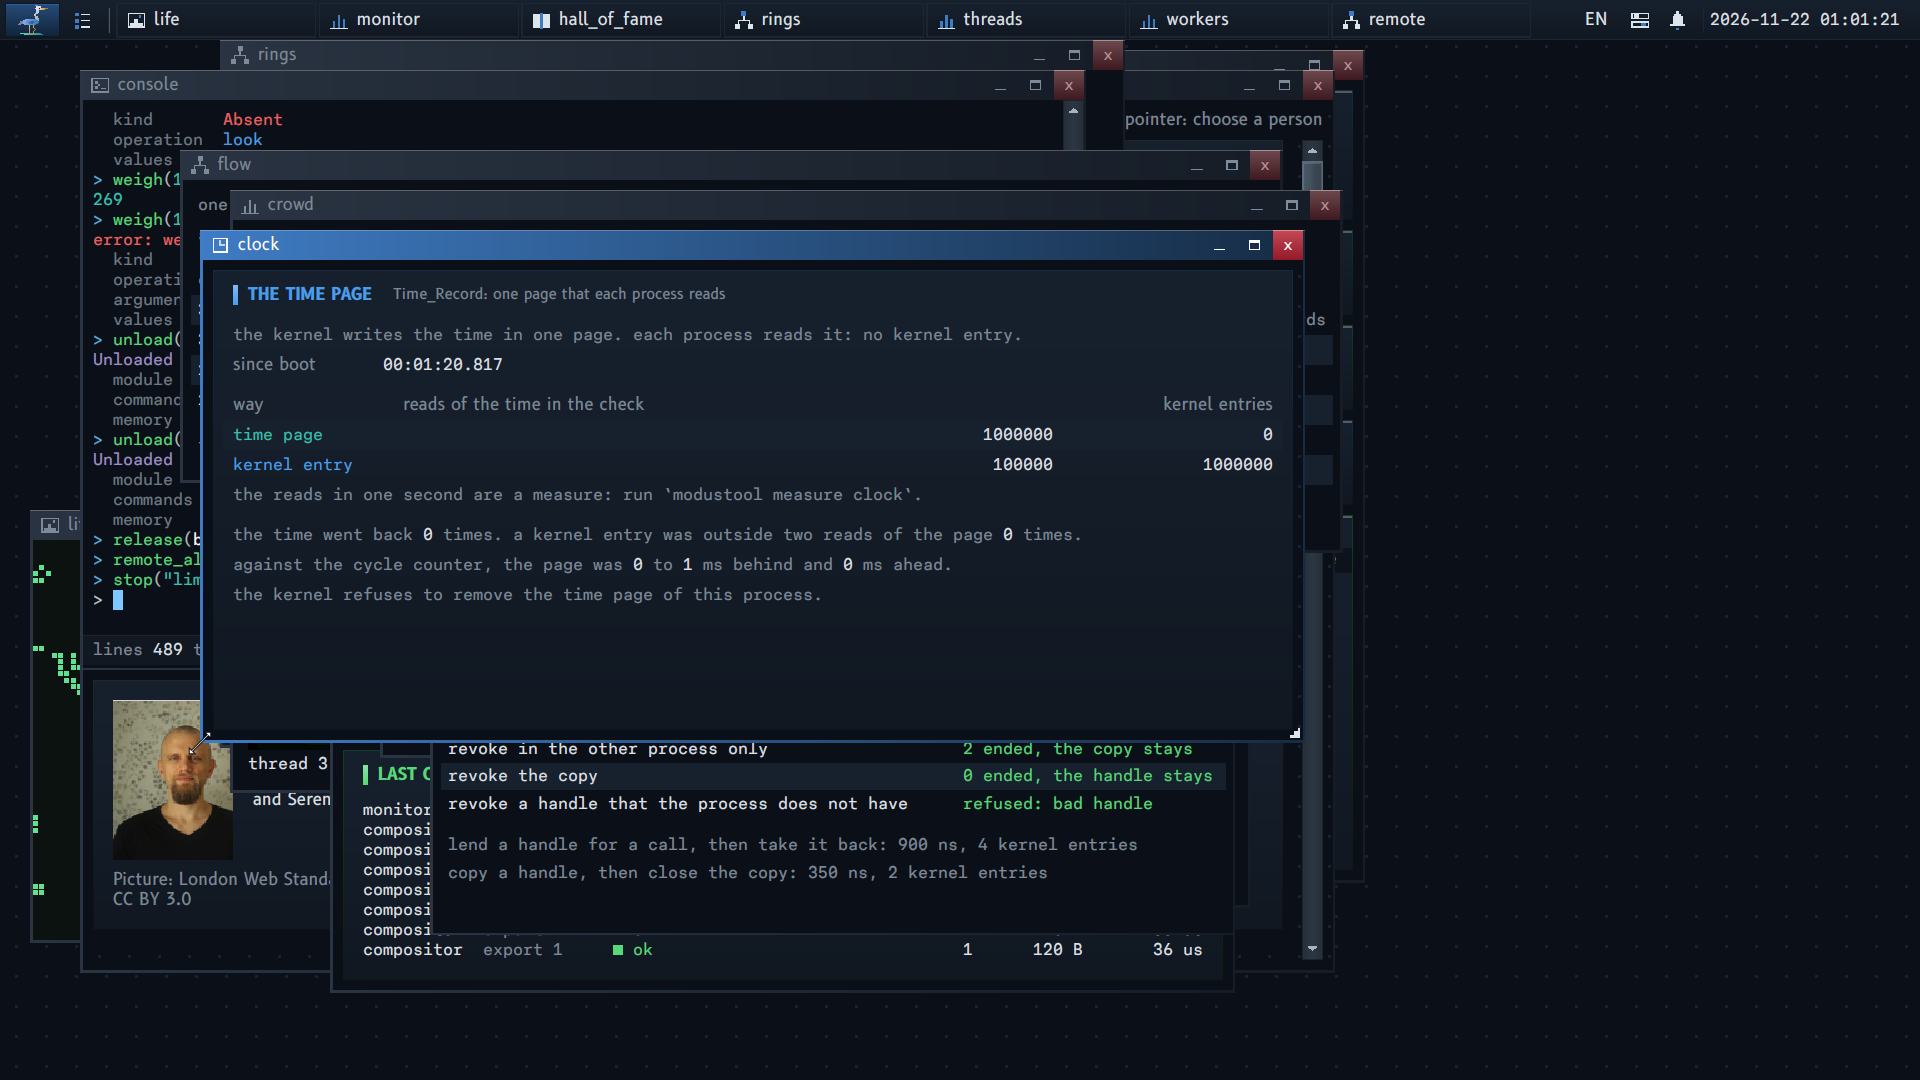 life monitor hall_of_fame rings threads workers remote EN 2026-11-22 01:01:21
rings
console
pointer: choose a person
kind Absent
operation look
values
> weigh(1
269
> weigh(1
error: we
kind
operati
argumen
values
> unload(
Unloaded
module
command
memory
> unload(
Unloaded
module
commands
memory
> release(b
> remote_al
> stop("lim
>
lines 489 t
flow
one
crowd
ds
clock
THE TIME PAGE Time_Record: one page that each process reads
the kernel writes the time in one page. each process reads it: no kernel entry.
since boot 00:01:20.817
way reads of the time in the check kernel entries
time page 1000000 0
kernel entry 100000 1000000
the reads in one second are a measure: run `modustool measure clock`.
the time went back 0 times. a kernel entry was outside two reads of the page 0 times.
against the cycle counter, the page was 0 to 1 ms behind and 0 ms ahead.
the kernel refuses to remove the time page of this process.
li
thread 3
and Seren
Picture: London Web Standa
CC BY 3.0
LAST C
monitor
composi
composi
composi
composi
composi
composi
compositor export 1 ok 1 120 B 36 us
revoke in the other process only 2 ended, the copy stays
revoke the copy 0 ended, the handle stays
revoke a handle that the process does not have refused: bad handle
lend a handle for a call, then take it back: 900 ns, 4 kernel entries
copy a handle, then close the copy: 350 ns, 2 kernel entries